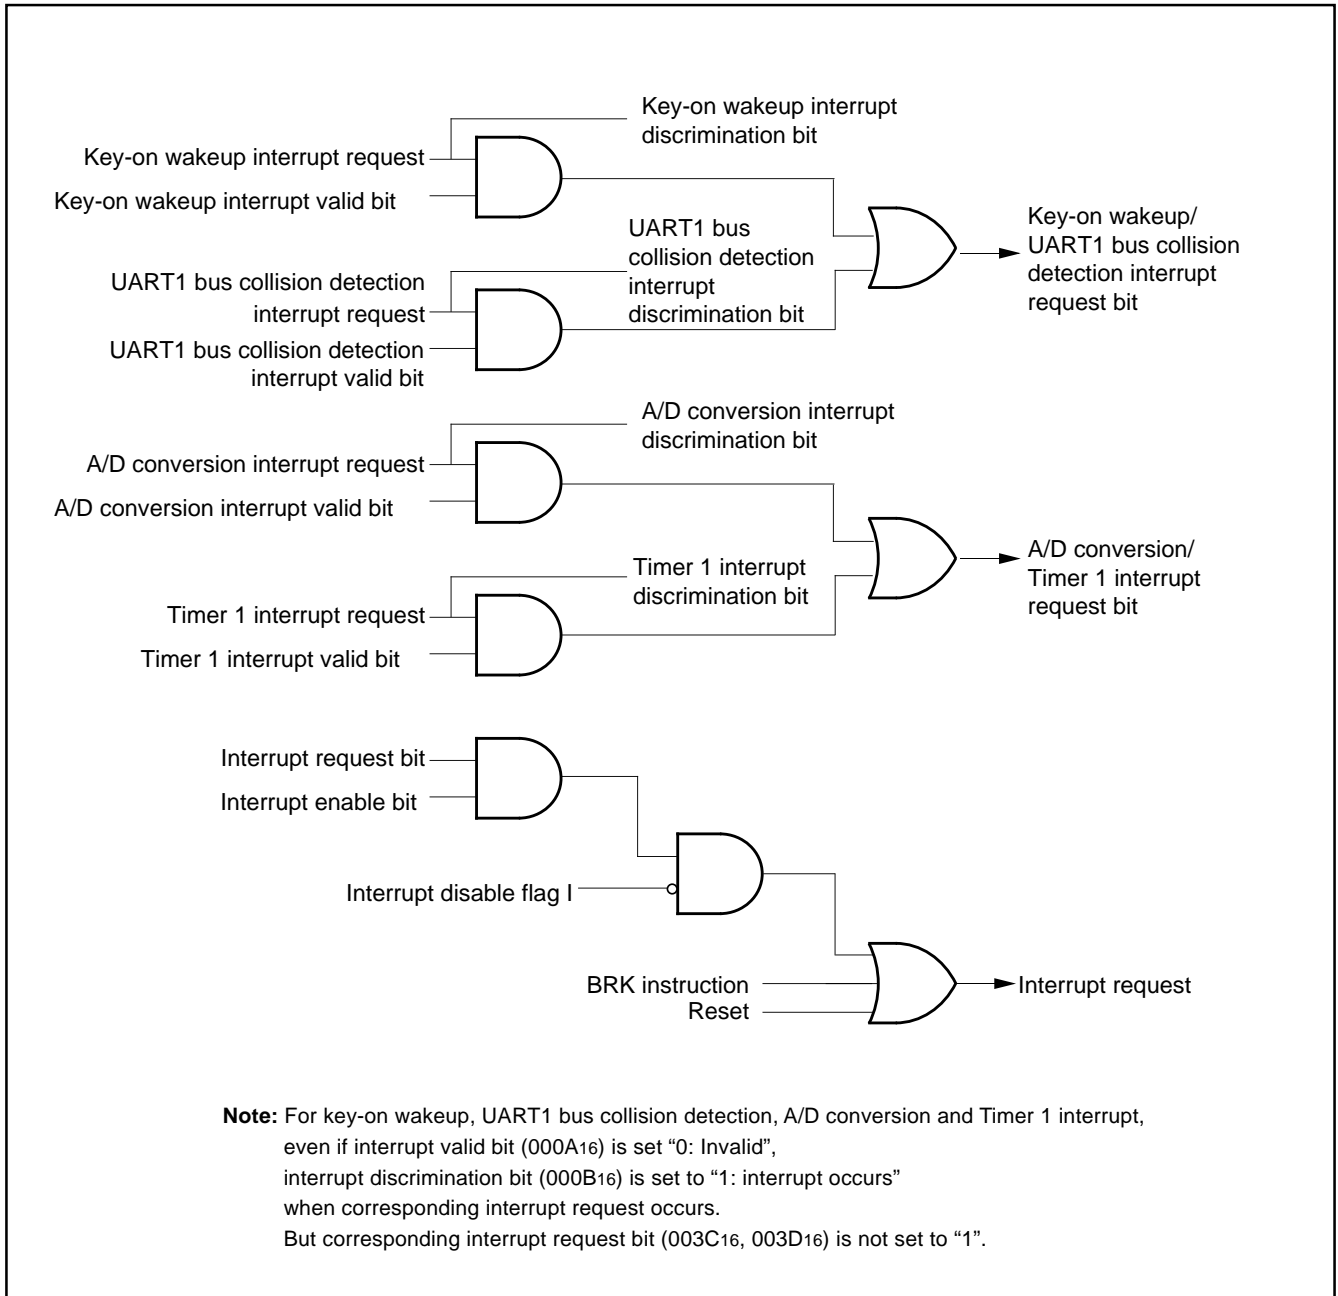 Key-on wakeup interrupt
discrimination bit
Key-on wakeup interrupt request
Key-on wakeup interrupt valid bit
UART1 bus
collision detection
interrupt
discrimination bit
UART1 bus collision detection
interrupt request
UART1 bus collision detection
interrupt valid bit
Key-on wakeup/
UART1 bus collision
detection interrupt
request bit
A/D conversion interrupt
discrimination bit
A/D conversion interrupt request
A/D conversion interrupt valid bit
Timer 1 interrupt
discrimination bit
Timer 1 interrupt request
Timer 1 interrupt valid bit
A/D conversion/
Timer 1 interrupt
request bit
Interrupt request bit
Interrupt enable bit
Interrupt disable flag I
BRK instruction
Reset
Interrupt request
Note: For key-on wakeup, UART1 bus collision detection, A/D conversion and Timer 1 interrupt,
even if interrupt valid bit (000A16) is set “0: Invalid”,
interrupt discrimination bit (000B16) is set to “1: interrupt occurs”
when corresponding interrupt request occurs.
But corresponding interrupt request bit (003C16, 003D16) is not set to “1”.